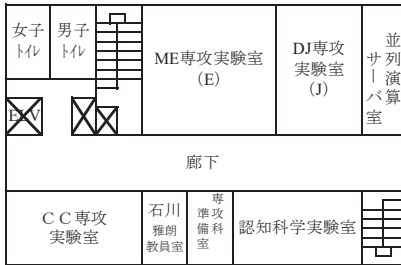 女子
トイレ
男子
トイレ
ME専攻実験室
(E)
DJ専攻
実験室
(J)
並列演算
サーバ室
ELV
廊下
CC専攻
実験室
石川
雅朗
教員室
専攻科
準備室
認知科学実験室